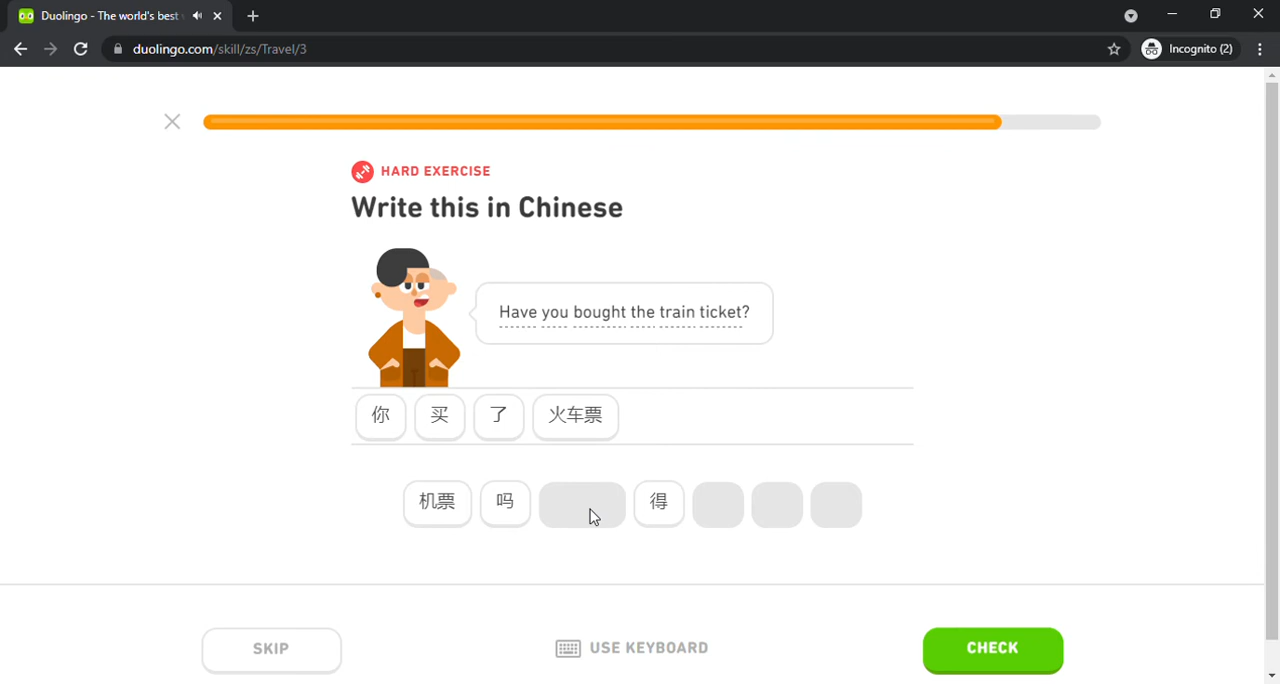 Duolingo - The world's best
duolingo.com/skill/zs/Travel/3
Incognito (2)
HARD EXERCISE
Write this in Chinese
Have you bought the train ticket?
你 买 了 火车票
机票 吗 得
SKIP
USE KEYBOARD
CHECK